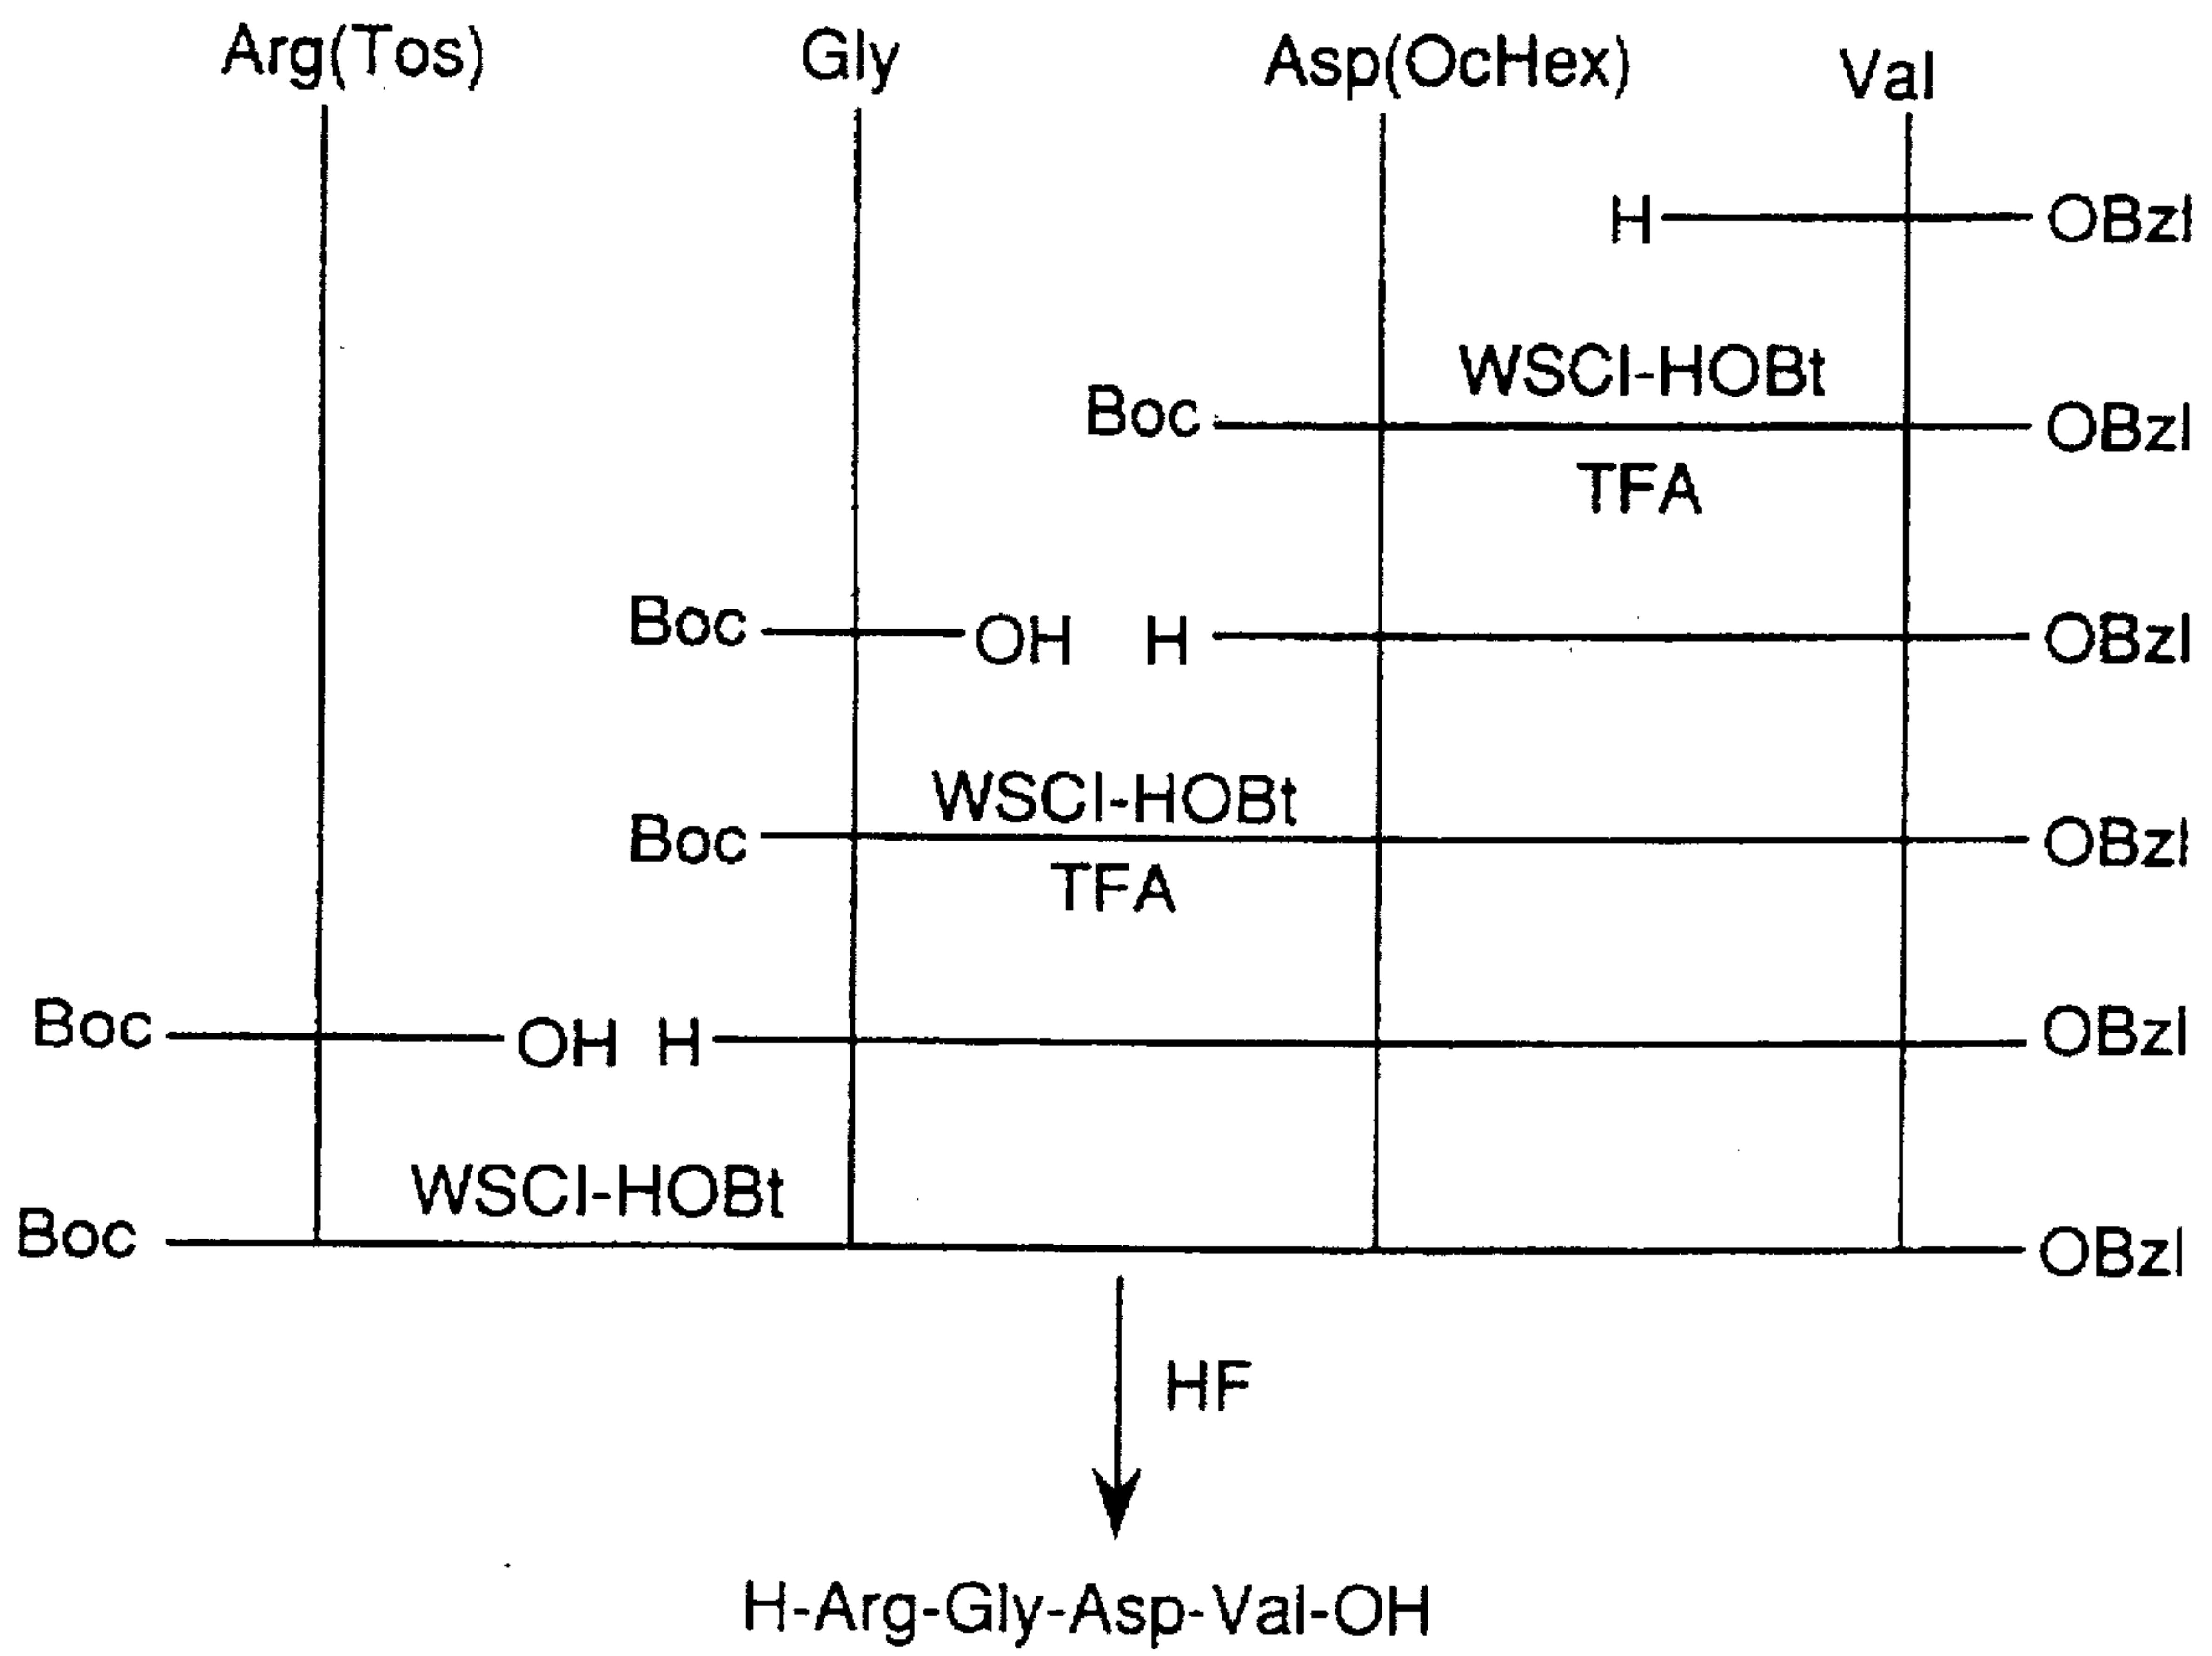 Arg(Tos) Gly Asp(OcHex) Val
H OBzl
WSCI-HOBt
Boc OBzl
TFA
Boc OH H OBzl
WSCI-HOBt
Boc OBzl
TFA
Boc OH H OBzl
WSCI-HOBt
Boc OBzl
HF
H-Arg-Gly-Asp-Val-OH